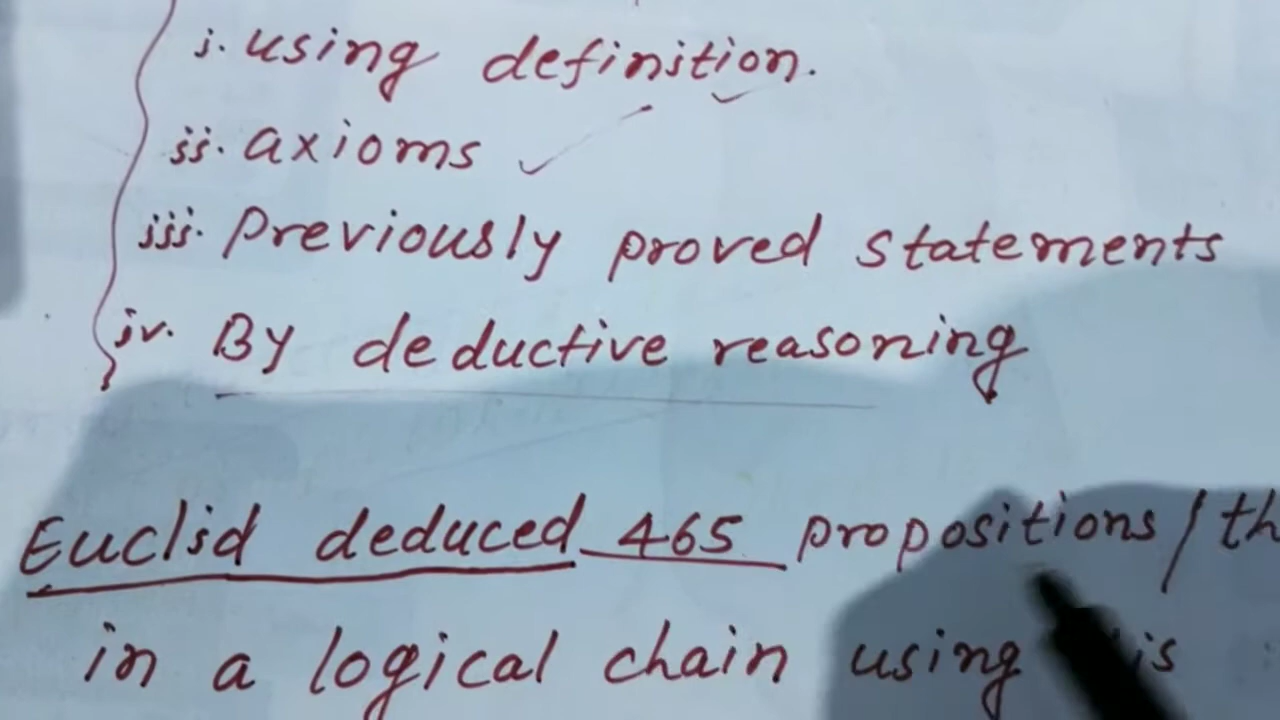 i. using definition.
ii. axioms
iii. Previously proved statements
iv. By deductive reasoning
Euclid deduced 465 propositions / th
in a logical chain using